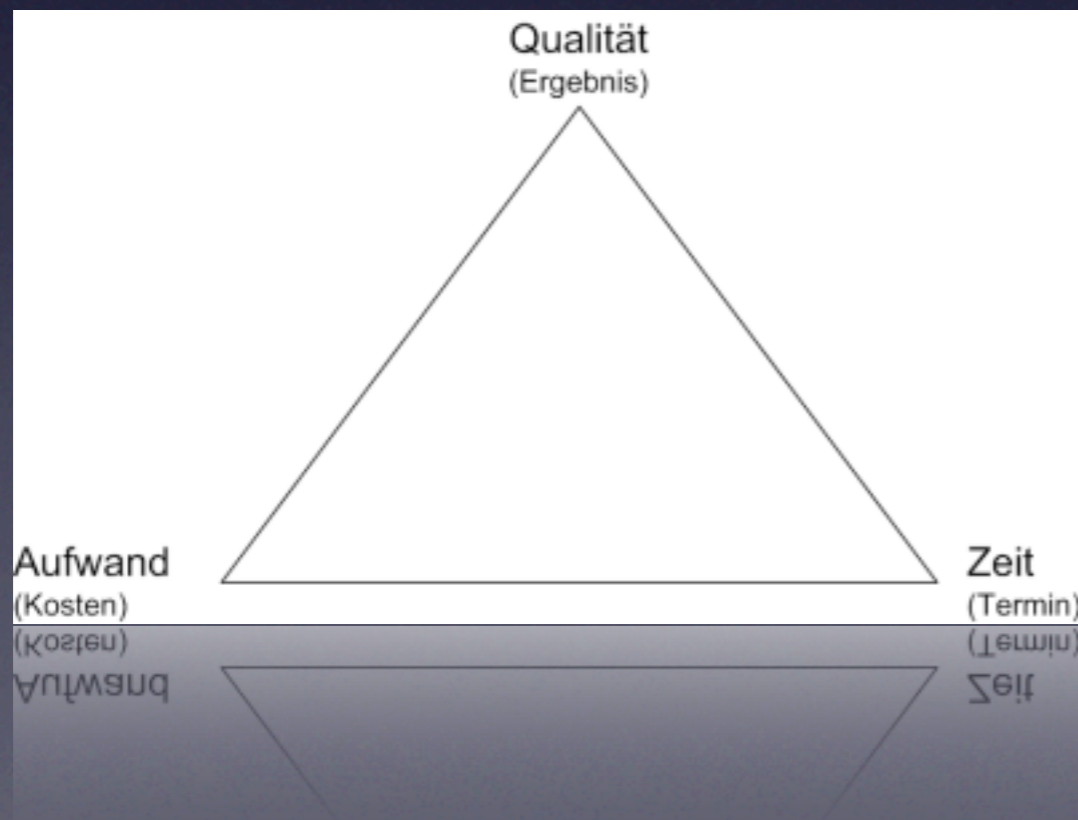 Qualität
(Ergebnis)
Aufwand
(Kosten)
Zeit
(Termin)